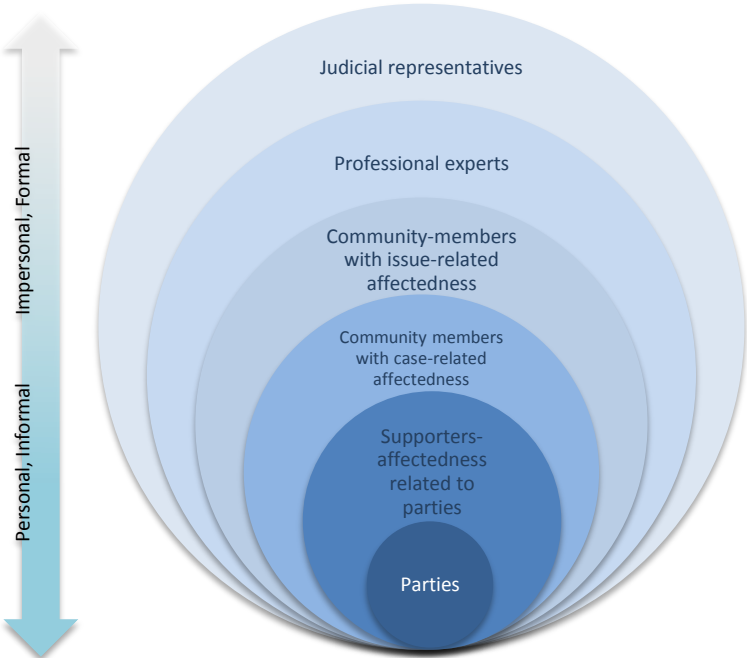 Judicial representatives
Professional experts
Community-members
with issue-related
affectedness
Community members
with case-related
affectedness
Supporters-
affectedness
related to
parties
Parties
Impersonal, Formal
Personal, Informal